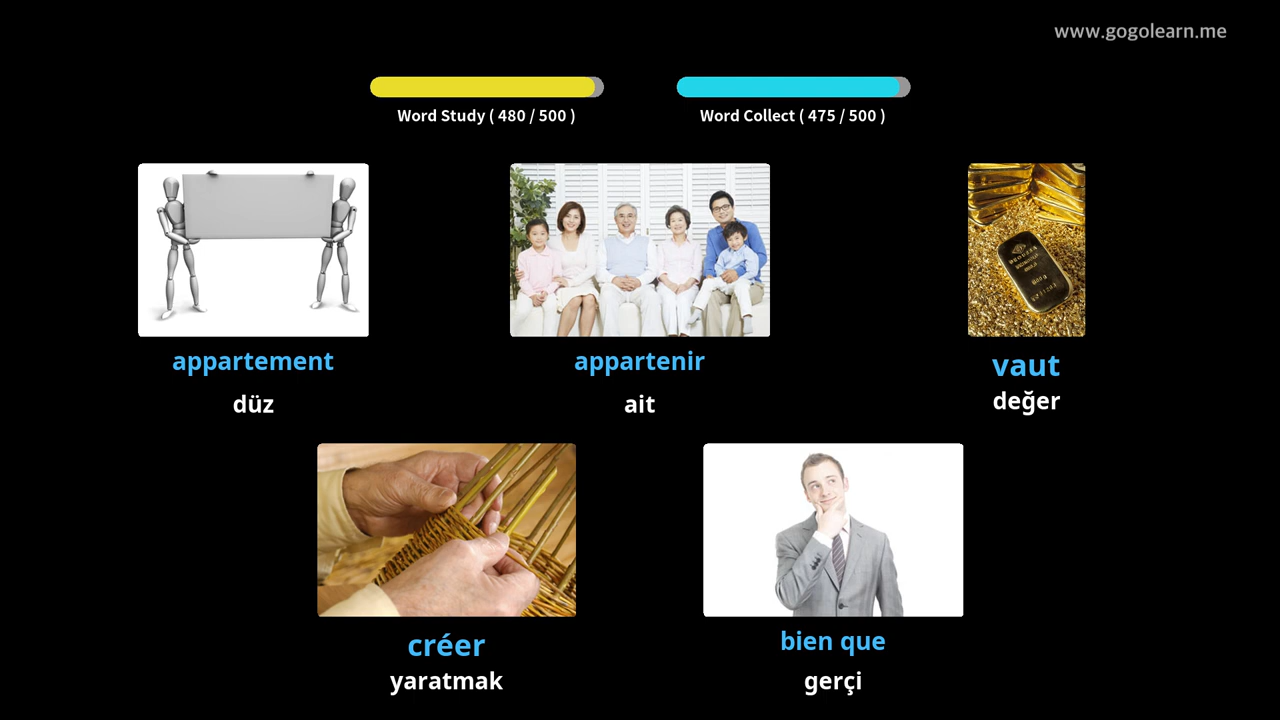 www.gogolearn.me
Word Study ( 480 / 500 )
Word Collect ( 475 / 500 )
appartement
düz
appartenir
ait
vaut
değer
créer
yaratmak
bien que
gerçi